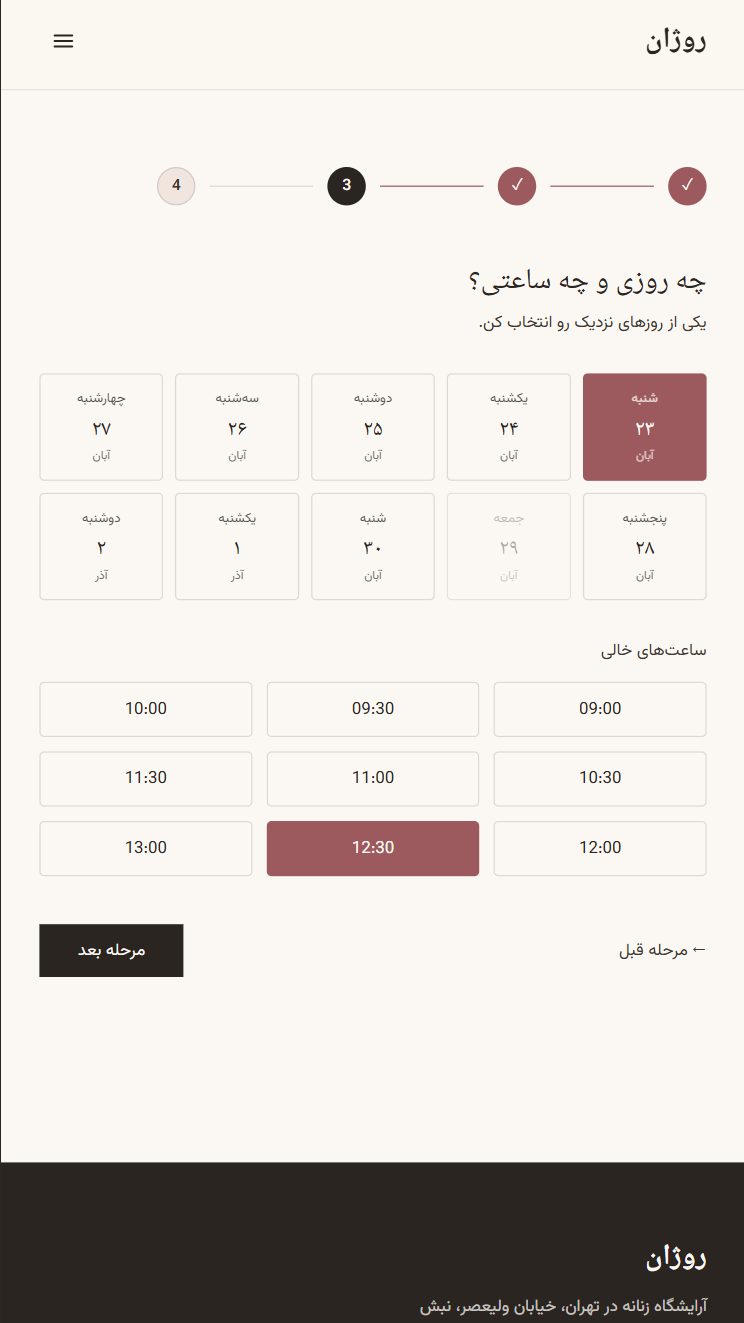 روژان
✓ ✓ 3 4
چه روزی و چه ساعتی؟
یکی از روزهای نزدیک رو انتخاب کن.
شنبه یکشنبه دوشنبه سه‌شنبه چهارشنبه
۲۳ ۲۴ ۲۵ ۲۶ ۲۷
آبان آبان آبان آبان آبان
پنجشنبه جمعه شنبه یکشنبه دوشنبه
۲۸ ۲۹ ۳۰ ۱ ۲
آبان آبان آبان آذر آذر
ساعت‌های خالی
09:00 09:30 10:00
10:30 11:00 11:30
12:00 12:30 13:00
← مرحله قبل مرحله بعد
روژان
آرایشگاه زنانه در تهران، خیابان ولیعصر، نبش